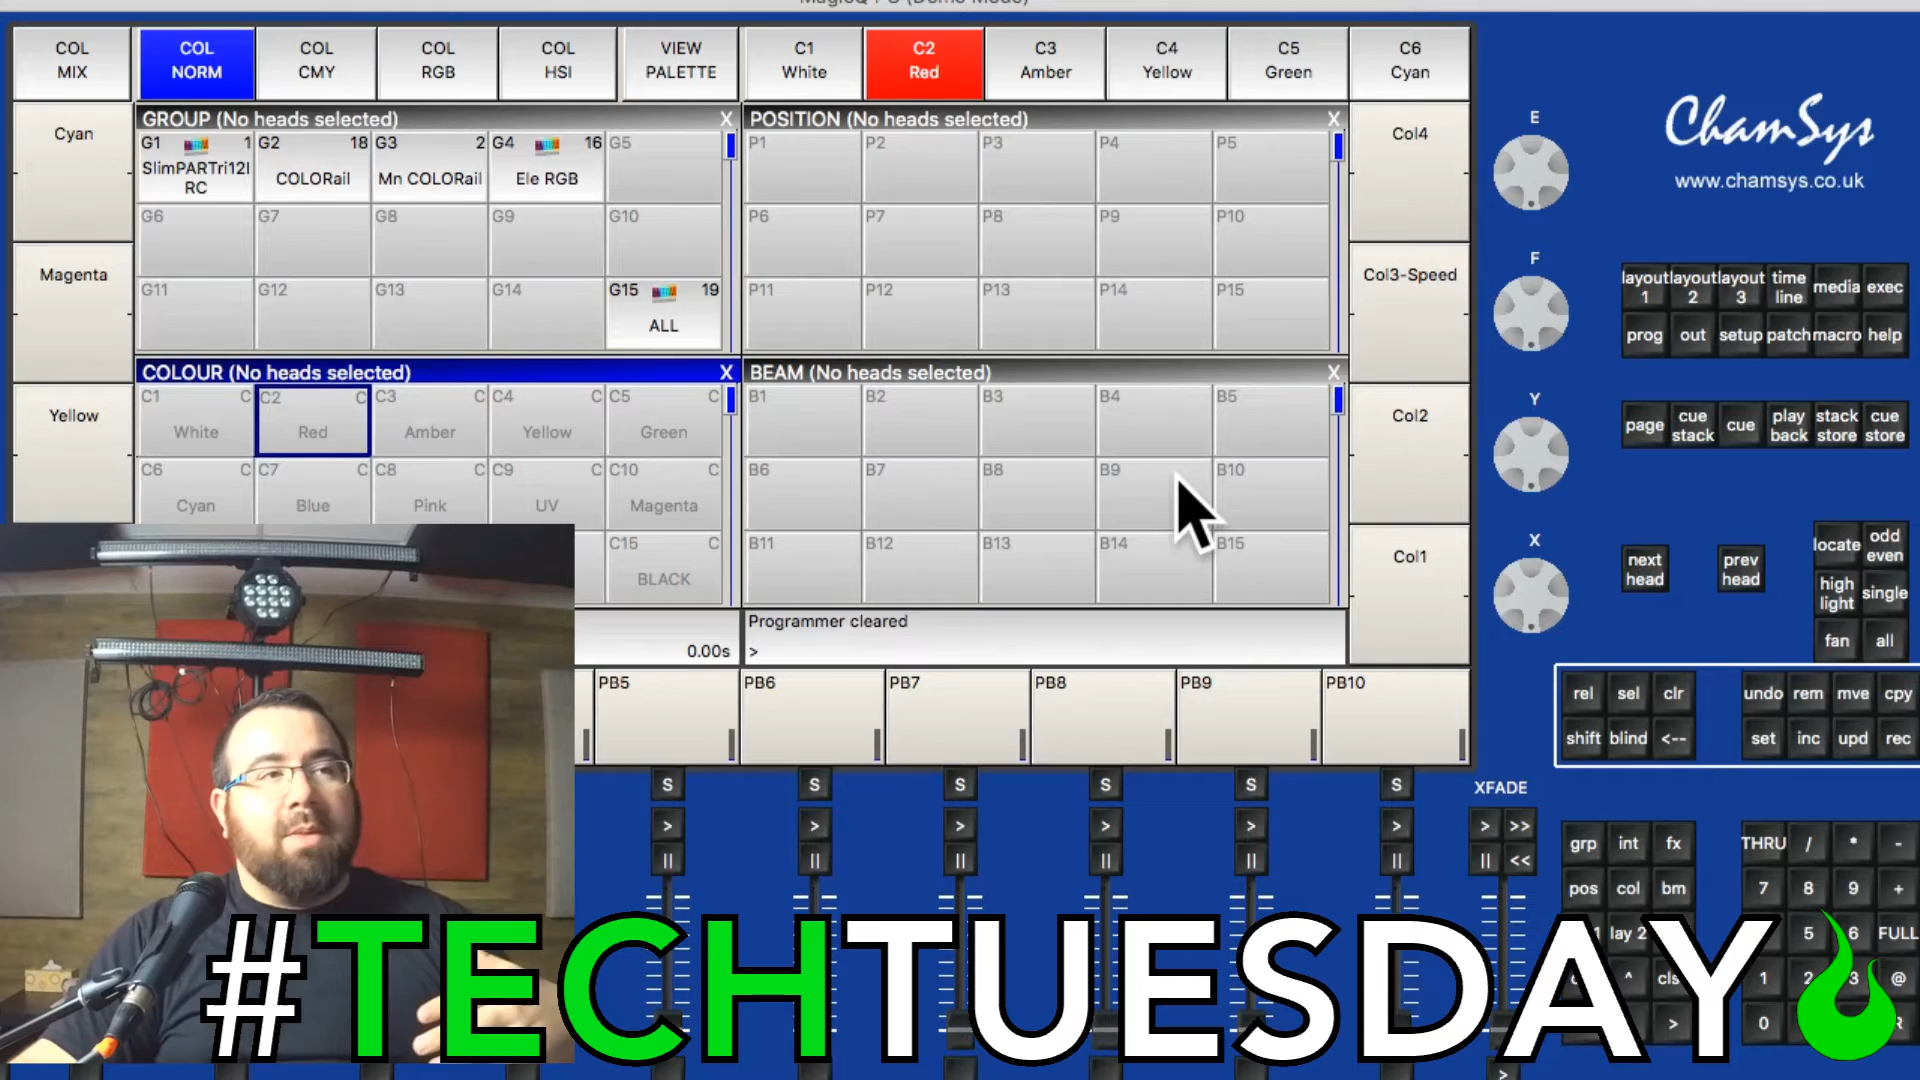 COL MIX
COL NORM
COL CMY
COL RGB
COL HSI
VIEW PALETTE
C1 White
C2 Red
C3 Amber
C4 Yellow
C5 Green
C6 Cyan
Cyan
Magenta
Yellow
GROUP (No heads selected) X
G1 1 G2 18 G3 2 G4 16 G5
SlimPARTri12I RC
COLORail
Mn COLORail
Ele RGB
G6 G7 G8 G9 G10
G11 G12 G13 G14 G15 19
ALL
POSITION (No heads selected) X
P1 P2 P3 P4 P5
P6 P7 P8 P9 P10
P11 P12 P13 P14 P15
COLOUR (No heads selected) X
C1 C C2 C C3 C C4 C C5 C
White Red Amber Yellow Green
C6 C C7 C C8 C C9 C C10 C
Cyan Blue Pink UV Magenta
C15 C
BLACK
BEAM (No heads selected) X
B1 B2 B3 B4 B5
B6 B7 B8 B9 B10
B11 B12 B13 B14 B15
0.00s
Programmer cleared
>
Col4
Col3-Speed
Col2
Col1
PB5 PB6 PB7 PB8 PB9 PB10
S S S S S S
> > > > > >
E
F
Y
X
ChamSys
www.chamsys.co.uk
layout 1 layout 2 layout 3 time line media exec
prog out setup patch macro help
page cue stack cue play back stack store cue store
next head
prev head
locate odd even
high light single
fan all
rel sel clr undo rem mve cpy
shift blind <-- set inc upd rec
XFADE
> >>
<<
grp int fx THRU / * -
pos col bm 7 8 9 +
lay 2 5 6 FULL
^ cls 1 2 3 @
> 0
>
#TECHTUESDAY